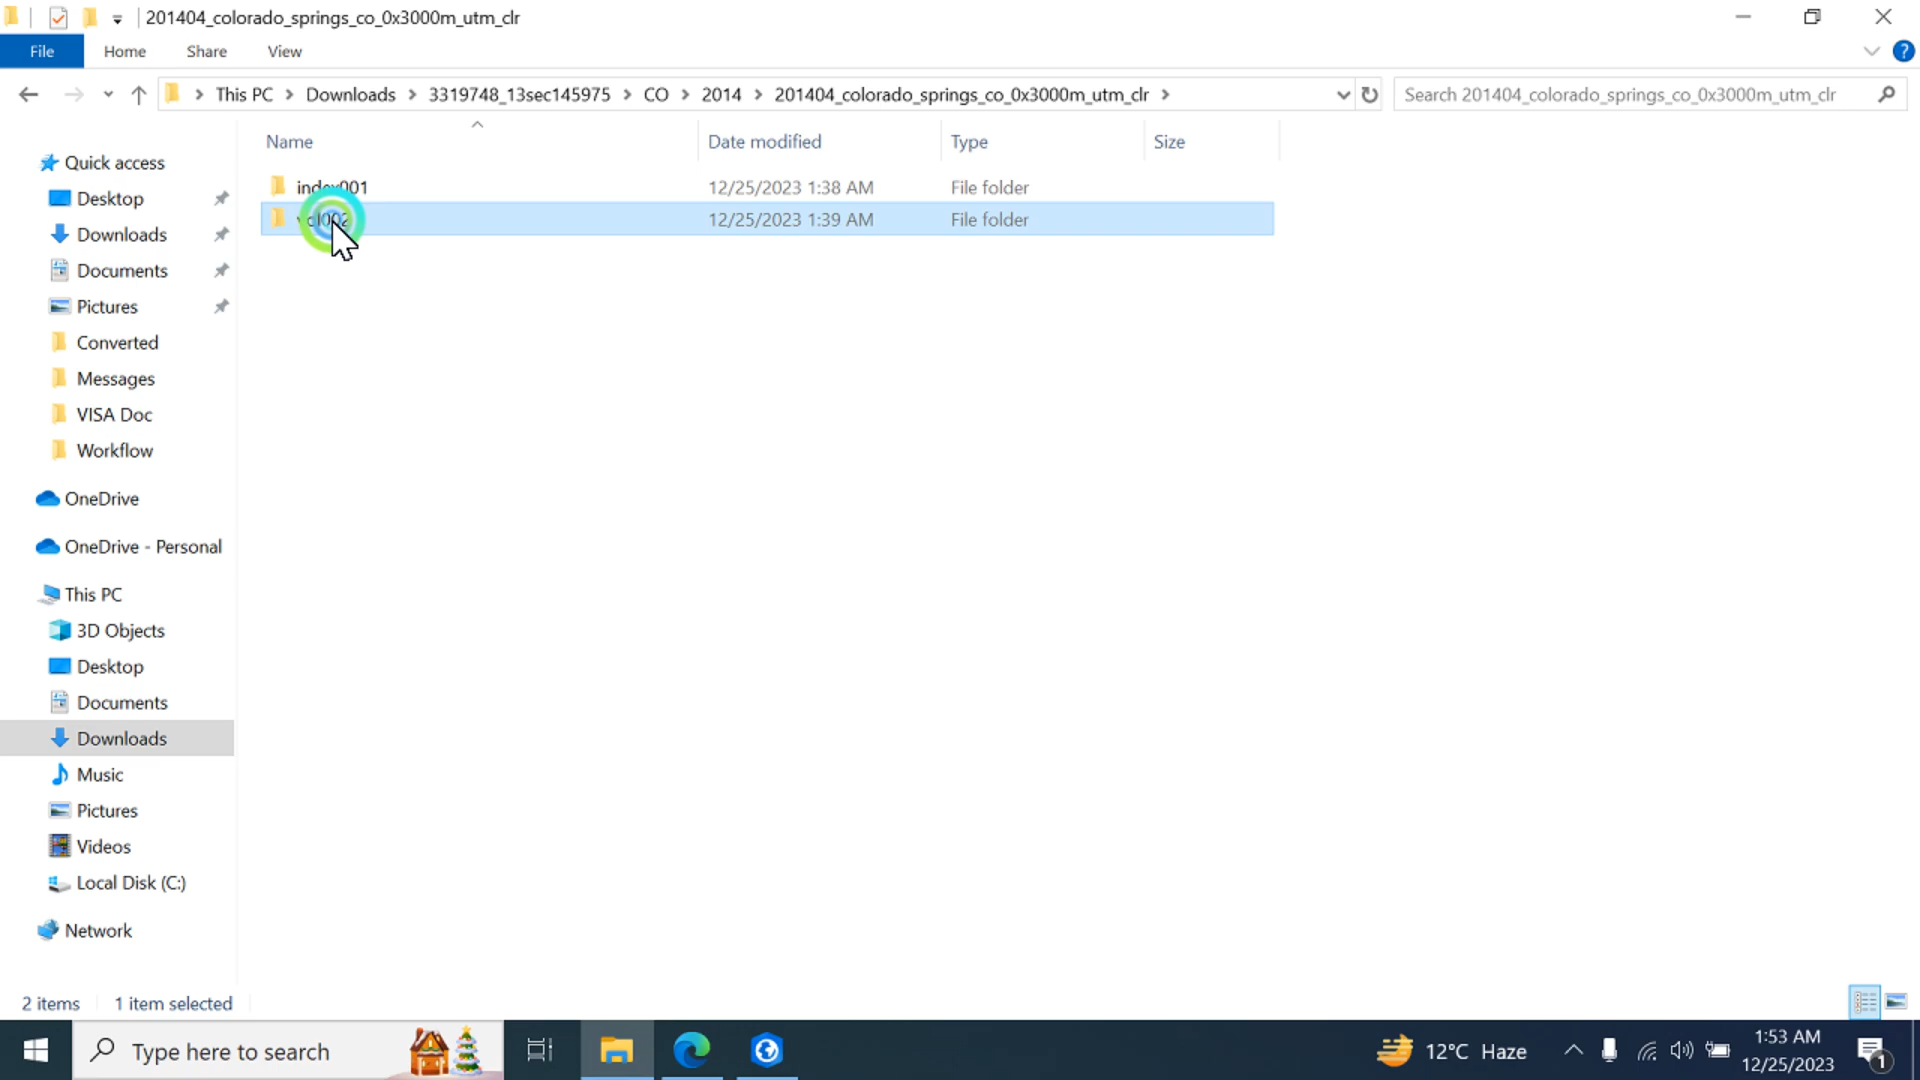 201404_colorado_springs_co_0x3000m_utm_clr
File Home Share View
This PC Downloads 3319748_13sec145975 CO 2014 201404_colorado_springs_co_0x3000m_utm_clr Search 201404_colorado_springs_co_0x3000m_utm_clr
Name Date modified Type Size
index001 12/25/2023 1:38 AM File folder
vol002 12/25/2023 1:39 AM File folder
Quick access
Desktop
Downloads
Documents
Pictures
Converted
Messages
VISA Doc
Workflow
OneDrive
OneDrive - Personal
This PC
3D Objects
Desktop
Documents
Downloads
Music
Pictures
Videos
Local Disk (C:)
Network
2 items 1 item selected
Type here to search
12°C Haze
1:53 AM
12/25/2023
1